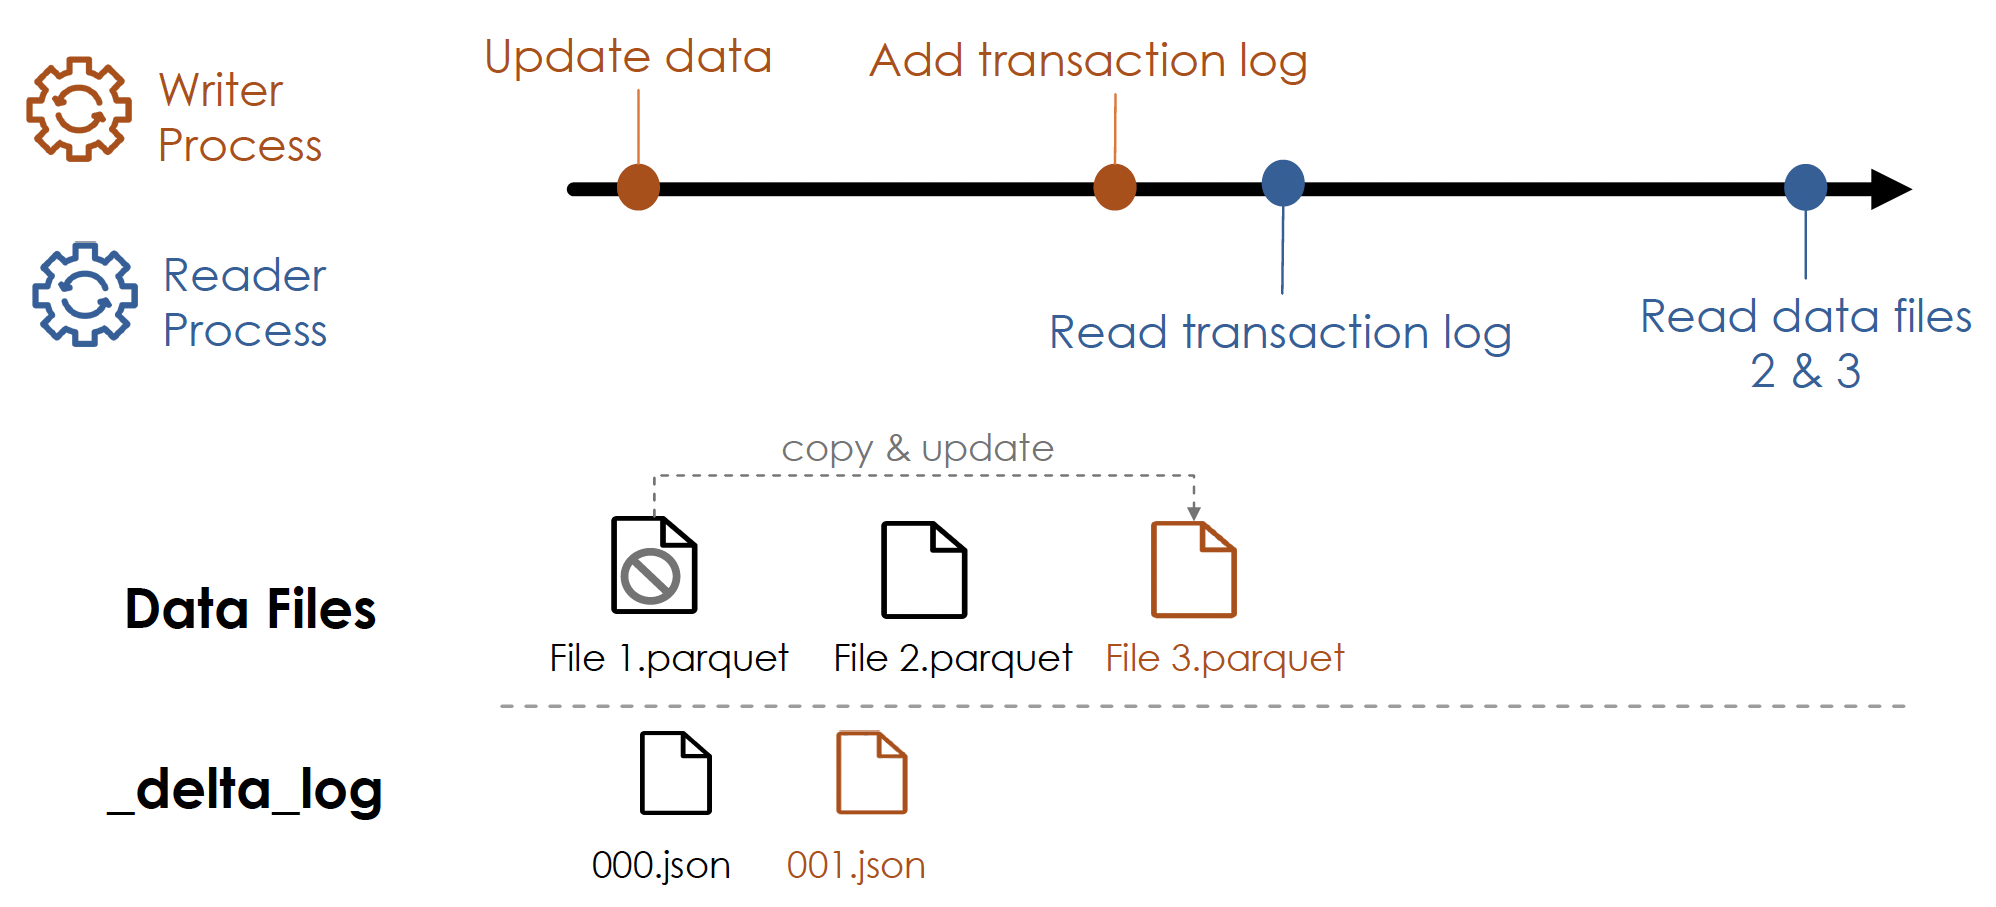 Update data
Add transaction log
Writer
Process
Reader
Process
Read transaction log
Read data files
2 & 3
copy & update
Data Files
File 1.parquet
File 2.parquet
File 3.parquet
_delta_log
000.json
001.json